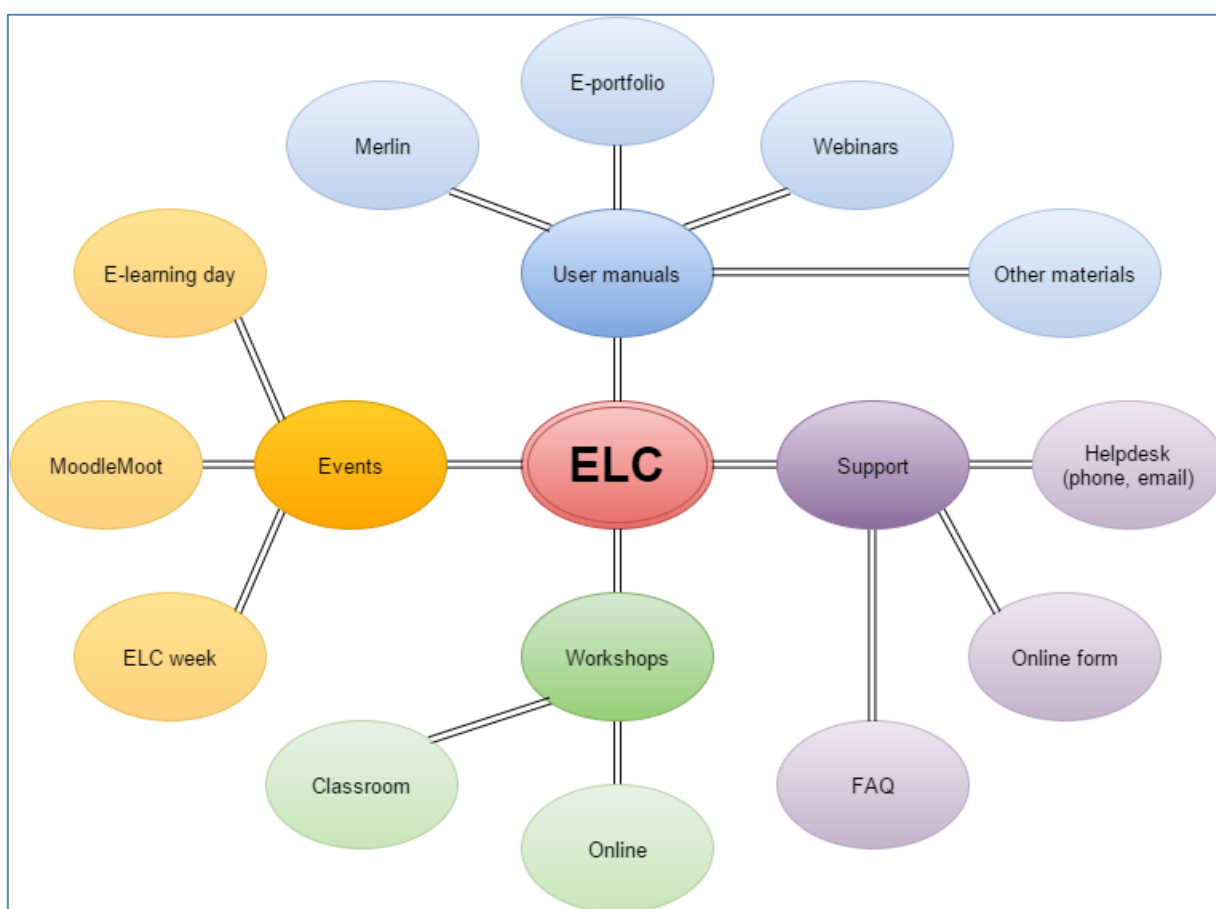 E-portfolio
Merlin
Webinars
E-learning day
User manuals
Other materials
MoodleMoot
Events
ELC
Support
Helpdesk
(phone, email)
ELC week
Workshops
Online form
Classroom
FAQ
Online